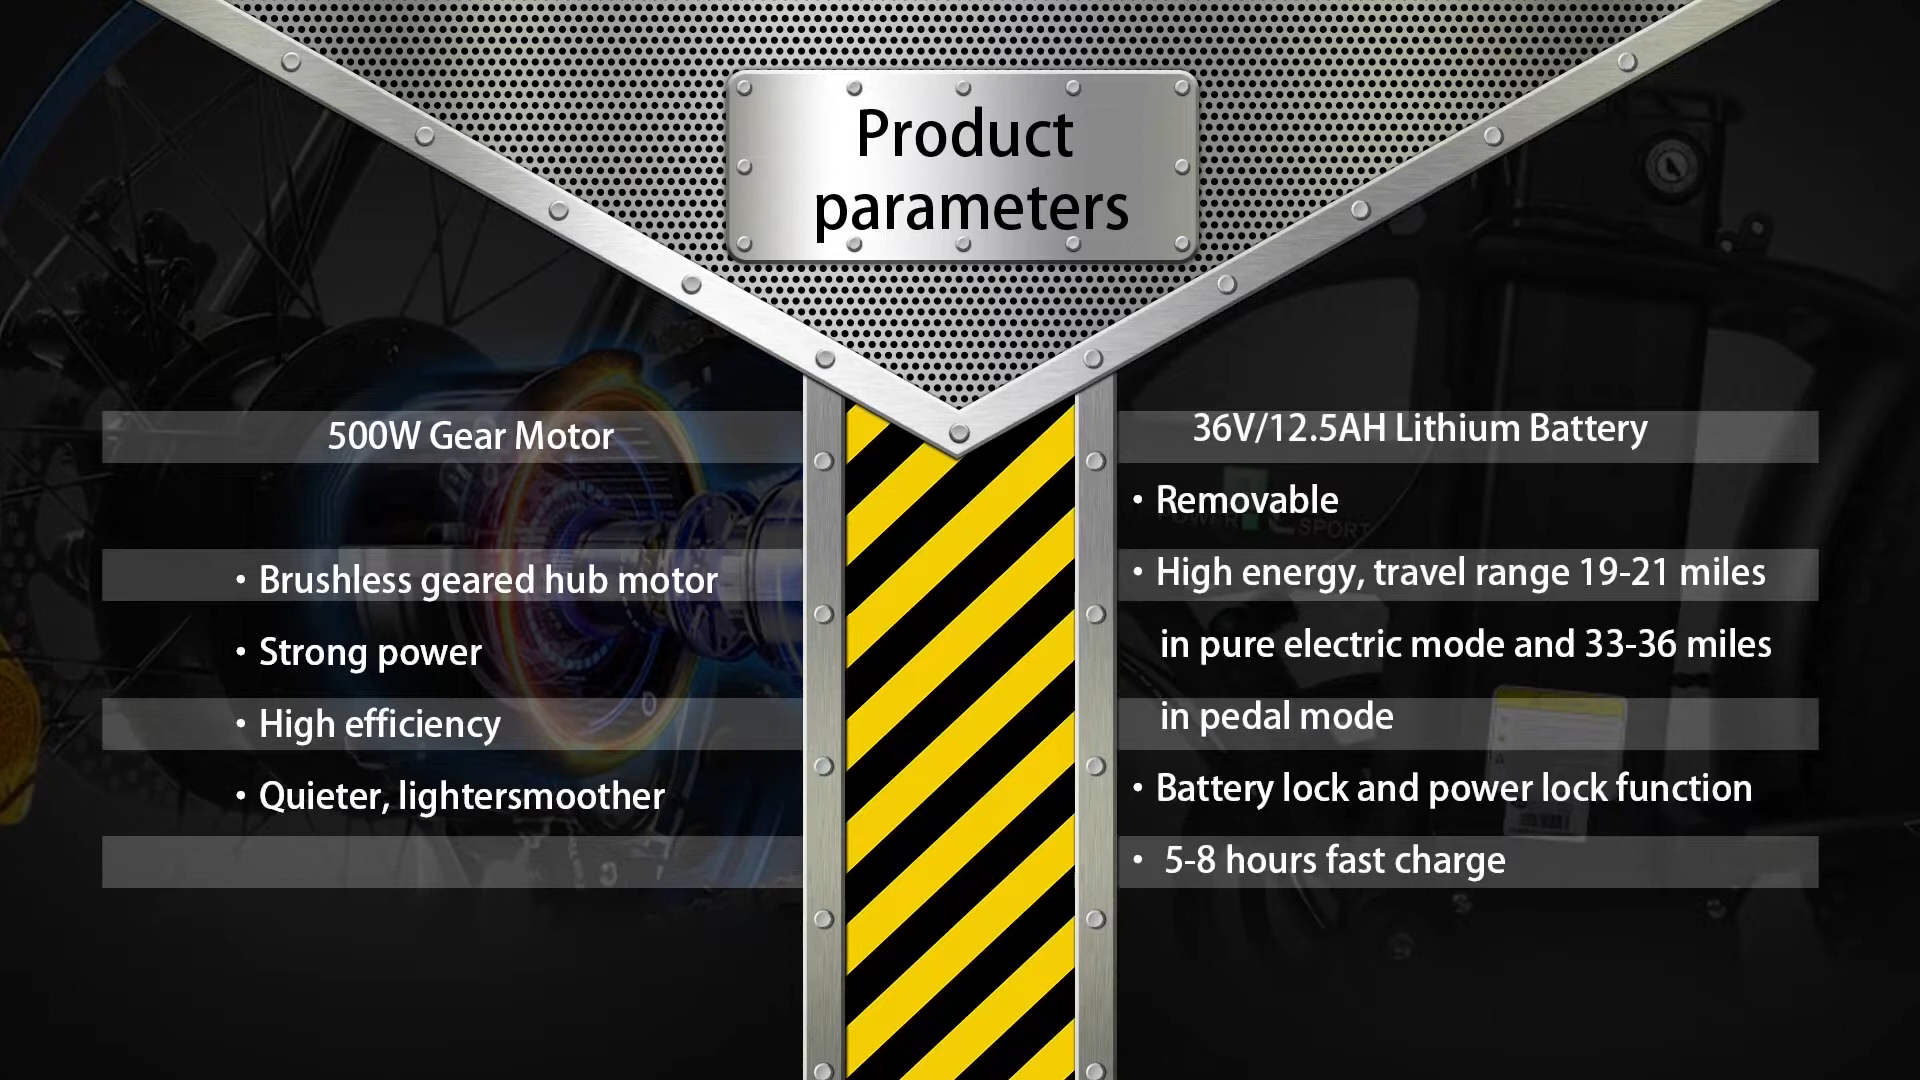 Product
parameters
500W Gear Motor
• Brushless geared hub motor
• Strong power
• High efficiency
• Quieter, lightersmoother
36V/12.5AH Lithium Battery
• Removable
SPORT
• High energy, travel range 19-21 miles
in pure electric mode and 33-36 miles
in pedal mode
• Battery lock and power lock function
• 5-8 hours fast charge